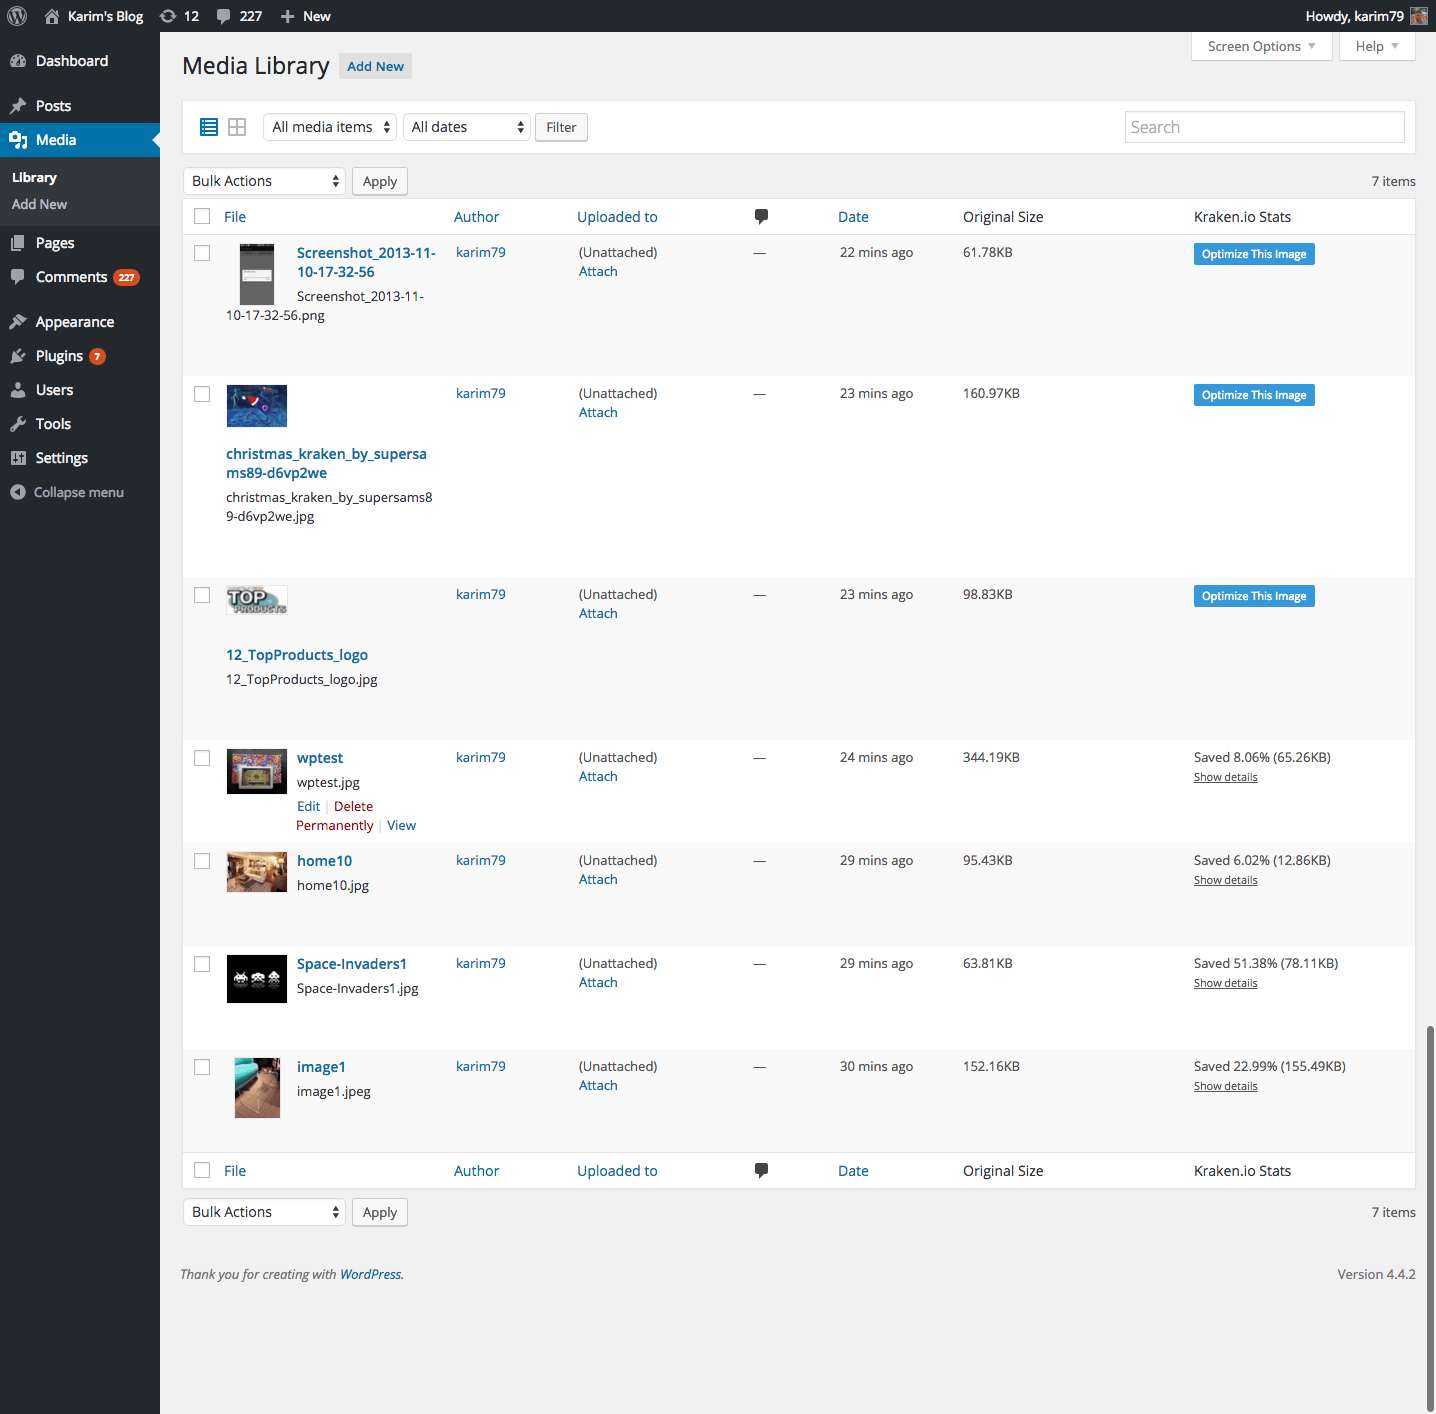 Karim's Blog 12 227 New Howdy, karim79
Screen Options Help
Dashboard
Posts
Media
Library
Add New
Pages
Comments 227
Appearance
Plugins 7
Users
Tools
Settings
Collapse menu
Media Library Add New
All media items All dates Filter Search
Bulk Actions Apply 7 items
File Author Uploaded to Date Original Size Kraken.io Stats
Screenshot_2013-11- karim79 (Unattached) — 22 mins ago 61.78KB Optimize This Image
10-17-32-56 Attach
Screenshot_2013-11-
10-17-32-56.png
karim79 (Unattached) — 23 mins ago 160.97KB Optimize This Image
Attach
christmas_kraken_by_supersa
ms89-d6vp2we
christmas_kraken_by_supersams8
9-d6vp2we.jpg
TOP karim79 (Unattached) — 23 mins ago 98.83KB Optimize This Image
PRODUCTS Attach
12_TopProducts_logo
12_TopProducts_logo.jpg
wptest karim79 (Unattached) — 24 mins ago 344.19KB Saved 8.06% (65.26KB)
wptest.jpg Attach Show details
Edit | Delete
Permanently | View
home10 karim79 (Unattached) — 29 mins ago 95.43KB Saved 6.02% (12.86KB)
home10.jpg Attach Show details
Space-Invaders1 karim79 (Unattached) — 29 mins ago 63.81KB Saved 51.38% (78.11KB)
Space-Invaders1.jpg Attach Show details
image1 karim79 (Unattached) — 30 mins ago 152.16KB Saved 22.99% (155.49KB)
image1.jpeg Attach Show details
File Author Uploaded to Date Original Size Kraken.io Stats
Bulk Actions Apply 7 items
Thank you for creating with WordPress. Version 4.4.2